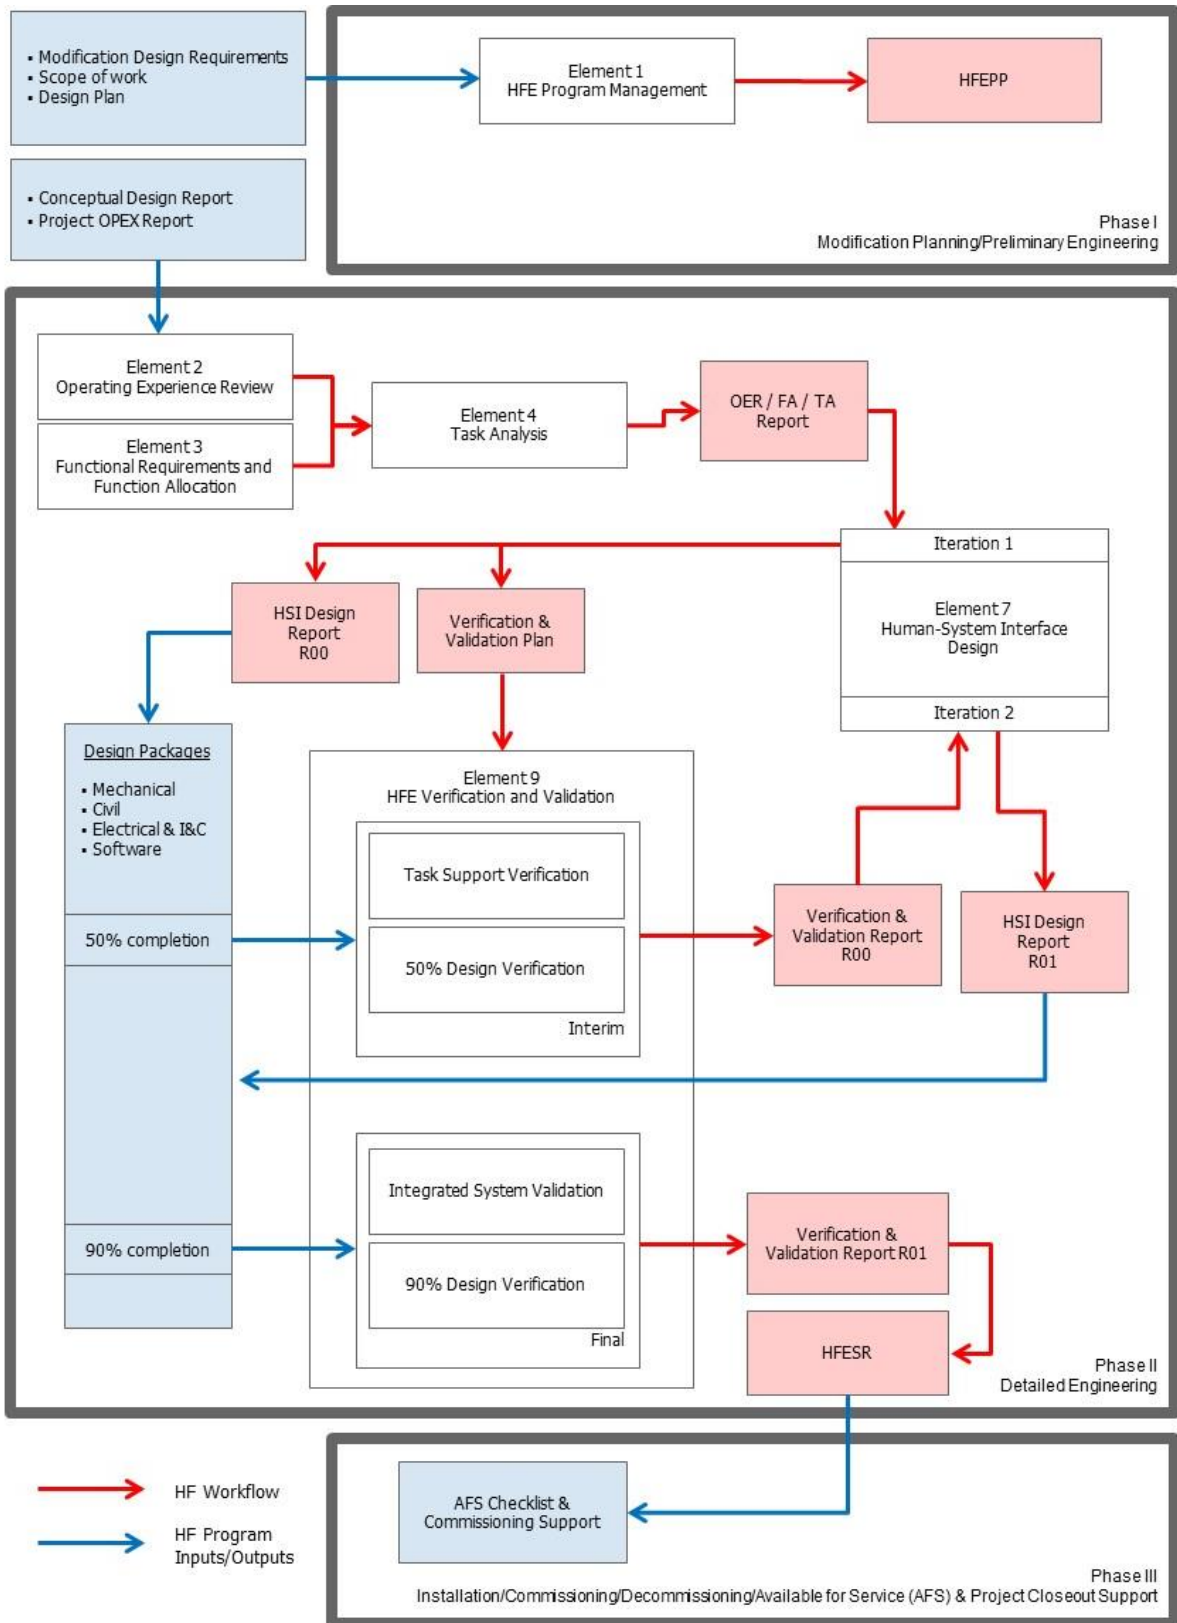 ▪ Modification Design Requirements
▪ Scope of work
▪ Design Plan
Element 1
HFE Program Management
HFEPP
▪ Conceptual Design Report
▪ Project OPEX Report
Phase I
Modification Planning/Preliminary Engineering
Element 2
Operating Experience Review
Element 3
Functional Requirements and
Function Allocation
Element 4
Task Analysis
OER / FA / TA
Report
Iteration 1
Element 7
Human-System Interface
Design
Iteration 2
HSI Design
Report
R00
Verification &
Validation Plan
Design Packages
▪ Mechanical
▪ Civil
▪ Electrical & I&C
▪ Software
50% completion
90% completion
Element 9
HFE Verification and Validation
Task Support Verification
50% Design Verification
Interim
Verification &
Validation Report
R00
HSI Design
Report
R01
Integrated System Validation
90% Design Verification
Final
Verification &
Validation Report R01
HFESR
Phase II
Detailed Engineering
HF Workflow
HF Program
Inputs/Outputs
AFS Checklist &
Commissioning Support
Phase III
Installation/Commissioning/Decommissioning/Available for Service (AFS) & Project Closeout Support